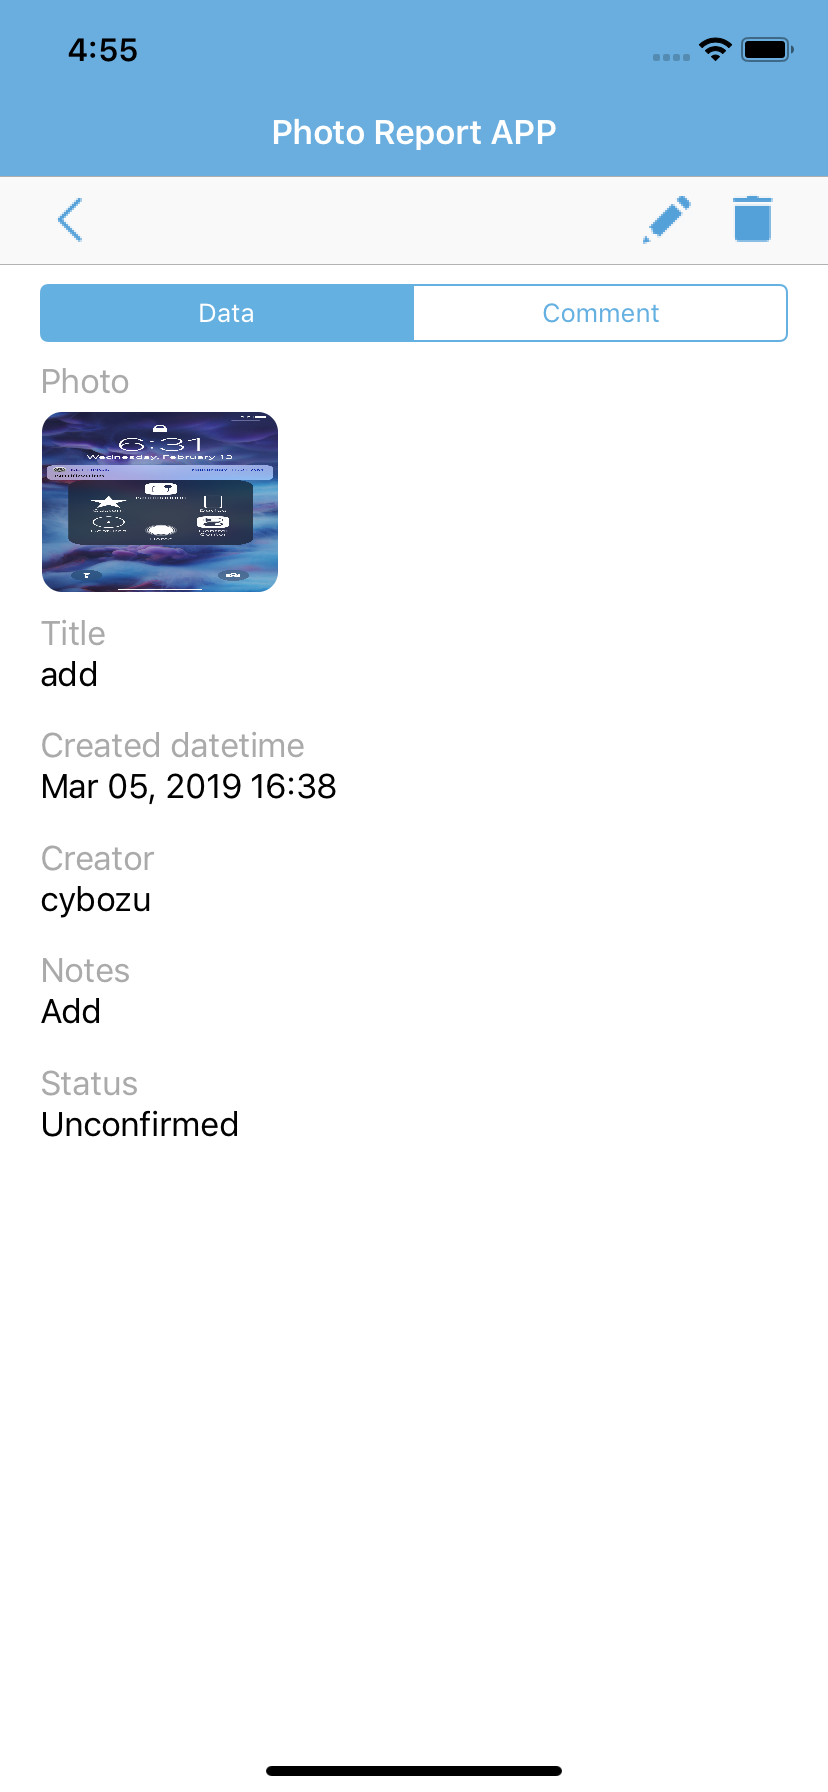 4:55
Photo Report APP
Data
Comment
Photo
6:31
Wednesday, February 13
Title
add
Created datetime
Mar 05, 2019 16:38
Creator
cybozu
Notes
Add
Status
Unconfirmed